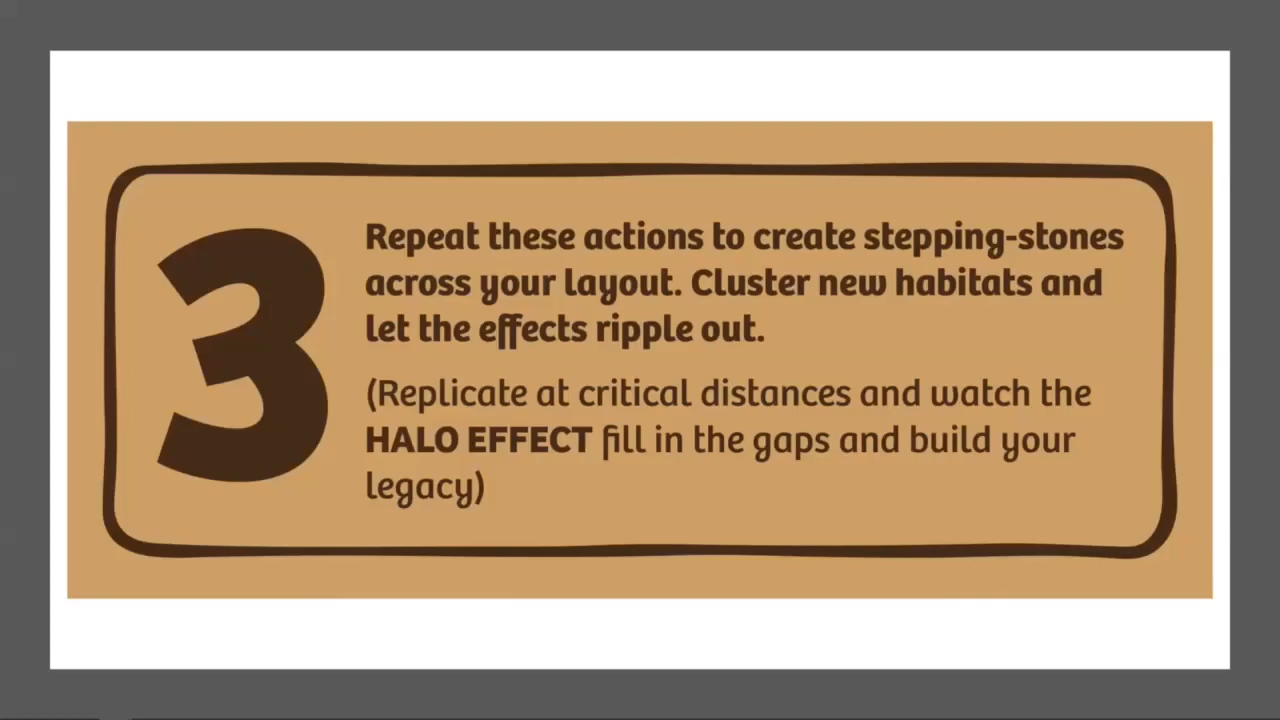 3
Repeat these actions to create stepping-stones
across your layout. Cluster new habitats and
let the effects ripple out.
(Replicate at critical distances and watch the
HALO EFFECT fill in the gaps and build your
legacy)